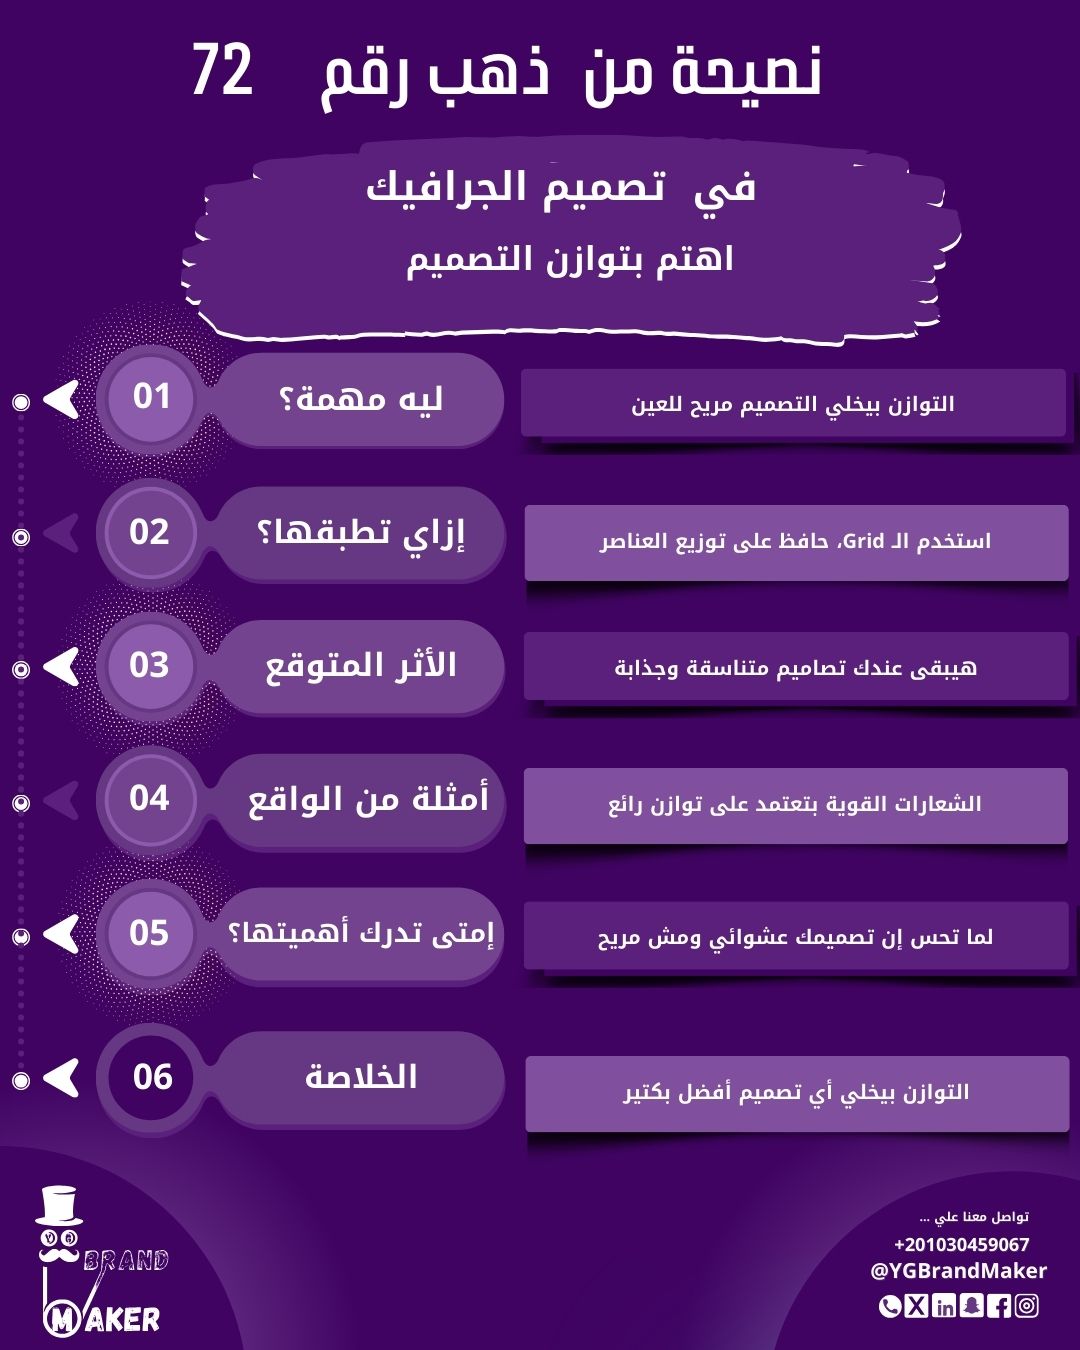 نصيحة من ذهب رقم 72
في تصميم الجرافيك
اهتم بتوازن التصميم
01
ليه مهمة؟
التوازن بيخلي التصميم مريح للعين
02
إزاي تطبقها؟
استخدم الـ Grid، حافظ على توزيع العناصر
03
الأثر المتوقع
هيبقى عندك تصاميم متناسقة وجذابة
04
أمثلة من الواقع
الشعارات القوية بتعتمد على توازن رائع
05
إمتى تدرك أهميتها؟
لما تحس إن تصميمك عشوائي ومش مريح
06
الخلاصة
التوازن بيخلي أي تصميم أفضل بكتير
تواصل معنا علي ...
+201030459067
@YGBrandMaker
YG
BRAND
MAKER